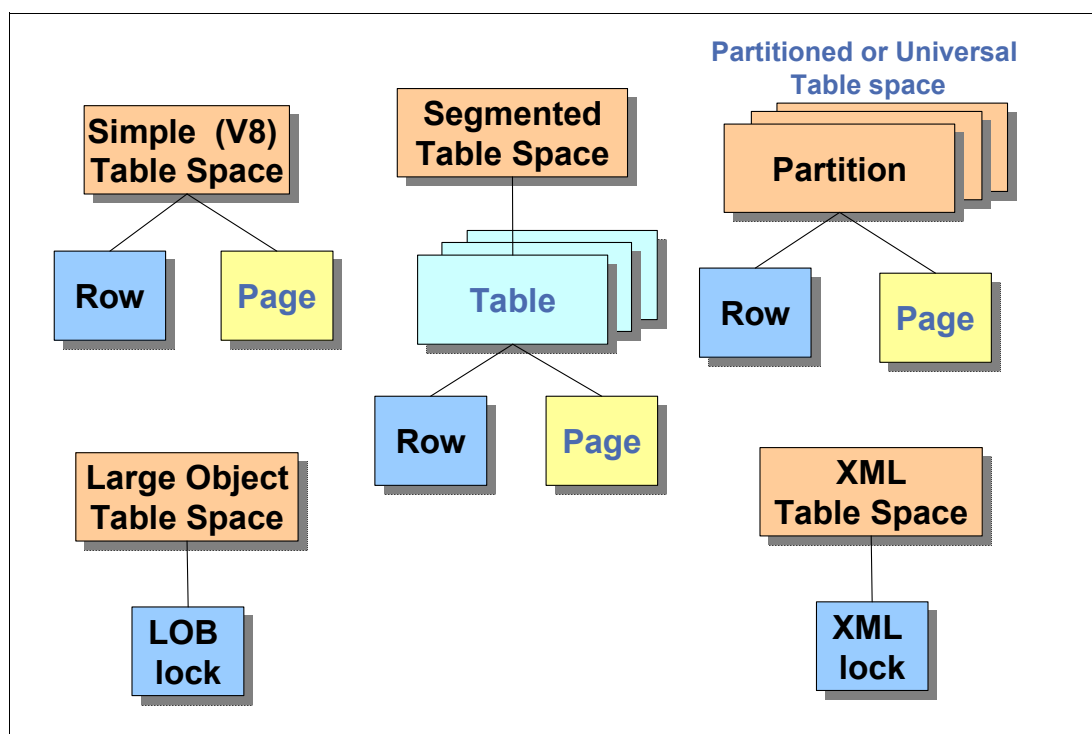 Partitioned or Universal
Table space
Simple (V8)
Table Space
Segmented
Table Space
Partition
Row
Page
Table
Row
Page
Row
Page
Large Object
Table Space
XML
Table Space
LOB
lock
XML
lock